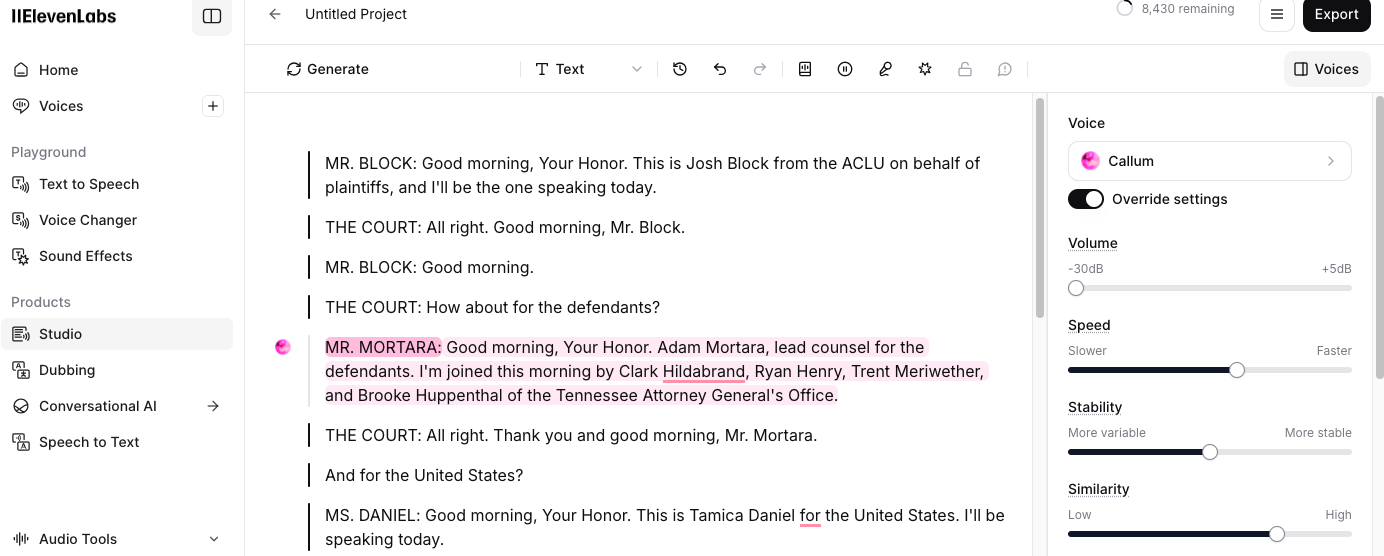 IIElevenLabs
Untitled Project
8,430 remaining
Export
Home
Voices
Playground
Text to Speech
Voice Changer
Sound Effects
Products
Studio
Dubbing
Conversational AI
Speech to Text
Audio Tools
Generate
Text
Voices
MR. BLOCK: Good morning, Your Honor. This is Josh Block from the ACLU on behalf of
plaintiffs, and I'll be the one speaking today.
THE COURT: All right. Good morning, Mr. Block.
MR. BLOCK: Good morning.
THE COURT: How about for the defendants?
MR. MORTARA: Good morning, Your Honor. Adam Mortara, lead counsel for the
defendants. I'm joined this morning by Clark Hildabrand, Ryan Henry, Trent Meriwether,
and Brooke Huppenthal of the Tennessee Attorney General's Office.
THE COURT: All right. Thank you and good morning, Mr. Mortara.
And for the United States?
MS. DANIEL: Good morning, Your Honor. This is Tamica Daniel for the United States. I'll be
speaking today.
Voice
Callum
Override settings
Volume
-30dB +5dB
Speed
Slower Faster
Stability
More variable More stable
Similarity
Low High